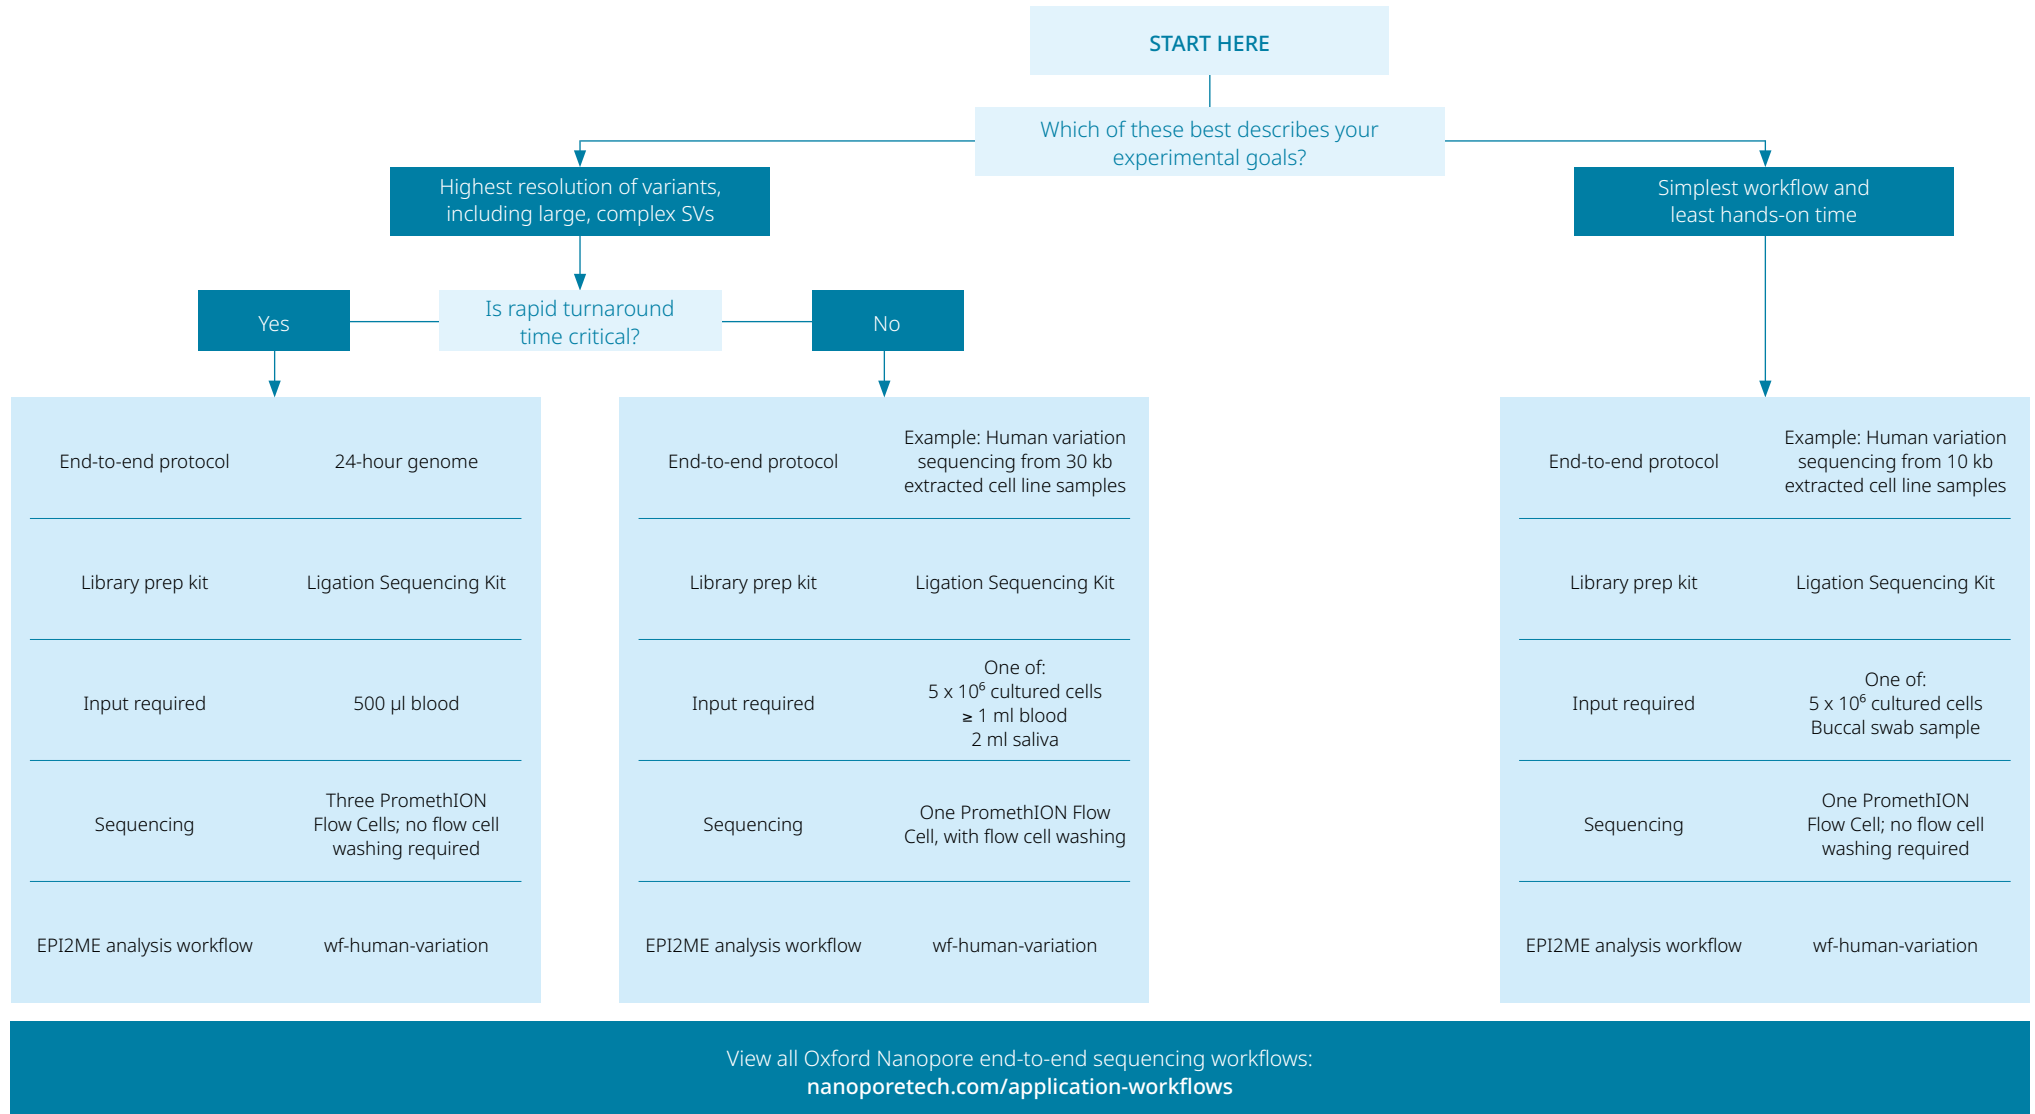 START HERE
Which of these best describes your
experimental goals?
Highest resolution of variants,
including large, complex SVs
Simplest workflow and
least hands-on time
Is rapid turnaround
time critical?
Yes
No
End-to-end protocol
24-hour genome
Library prep kit
Ligation Sequencing Kit
Input required
500 µl blood
Sequencing
Three PromethION
Flow Cells; no flow cell
washing required
EPI2ME analysis workflow
wf-human-variation
End-to-end protocol
Example: Human variation
sequencing from 30 kb
extracted cell line samples
Library prep kit
Ligation Sequencing Kit
Input required
One of:
5 x 10⁶ cultured cells
≥ 1 ml blood
2 ml saliva
Sequencing
One PromethION Flow
Cell, with flow cell washing
EPI2ME analysis workflow
wf-human-variation
End-to-end protocol
Example: Human variation
sequencing from 10 kb
extracted cell line samples
Library prep kit
Ligation Sequencing Kit
Input required
One of:
5 x 10⁶ cultured cells
Buccal swab sample
Sequencing
One PromethION
Flow Cell; no flow cell
washing required
EPI2ME analysis workflow
wf-human-variation
View all Oxford Nanopore end-to-end sequencing workflows:
nanoporetech.com/application-workflows